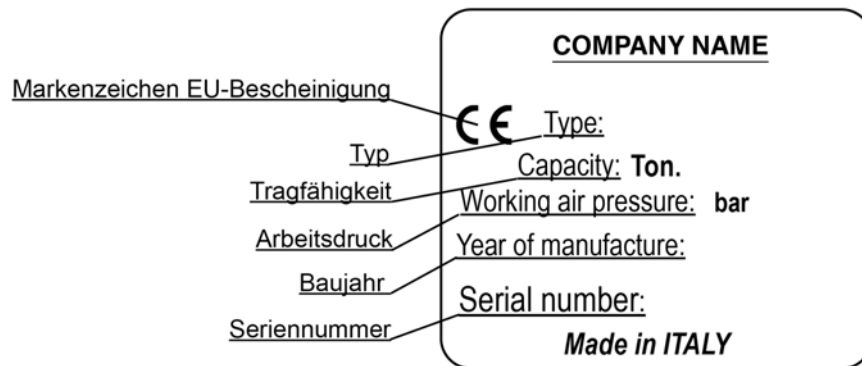 COMPANY NAME
Markenzeichen EU-Bescheinigung
CE Type:
Typ
Capacity: Ton.
Tragfähigkeit
Working air pressure: bar
Arbeitsdruck
Year of manufacture:
Baujahr
Serial number:
Seriennummer
Made in ITALY